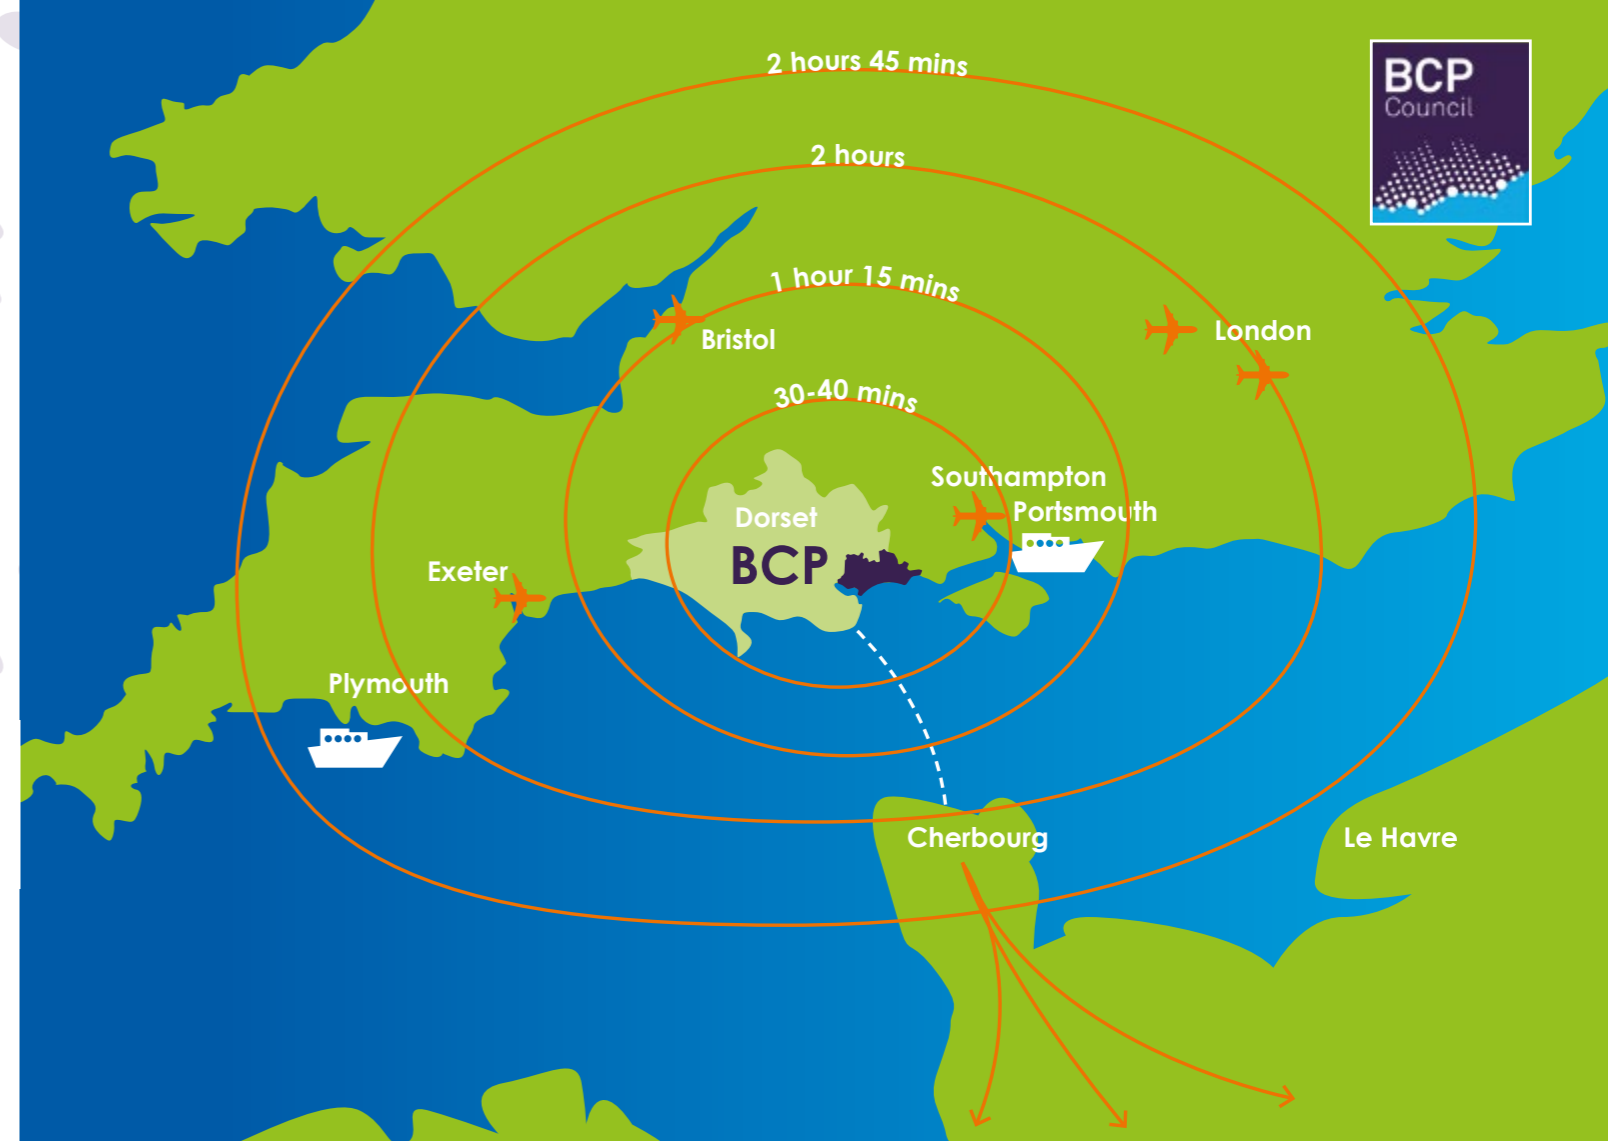 2 hours 45 mins
BCP
Council
2 hours
1 hour 15 mins
Bristol
London
30-40 mins
Southampton
Portsmouth
Dorset
BCP
Exeter
Plymouth
Cherbourg
Le Havre